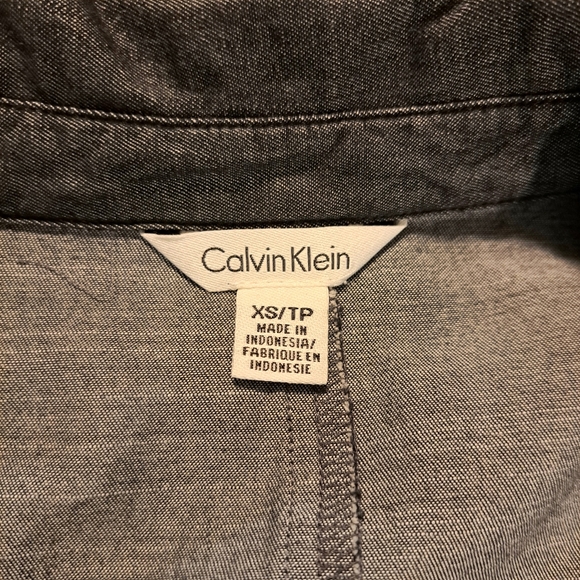 Calvin Klein
XS/TP
MADE IN
INDONESIA/
FABRIQUE EN
INDONESIE